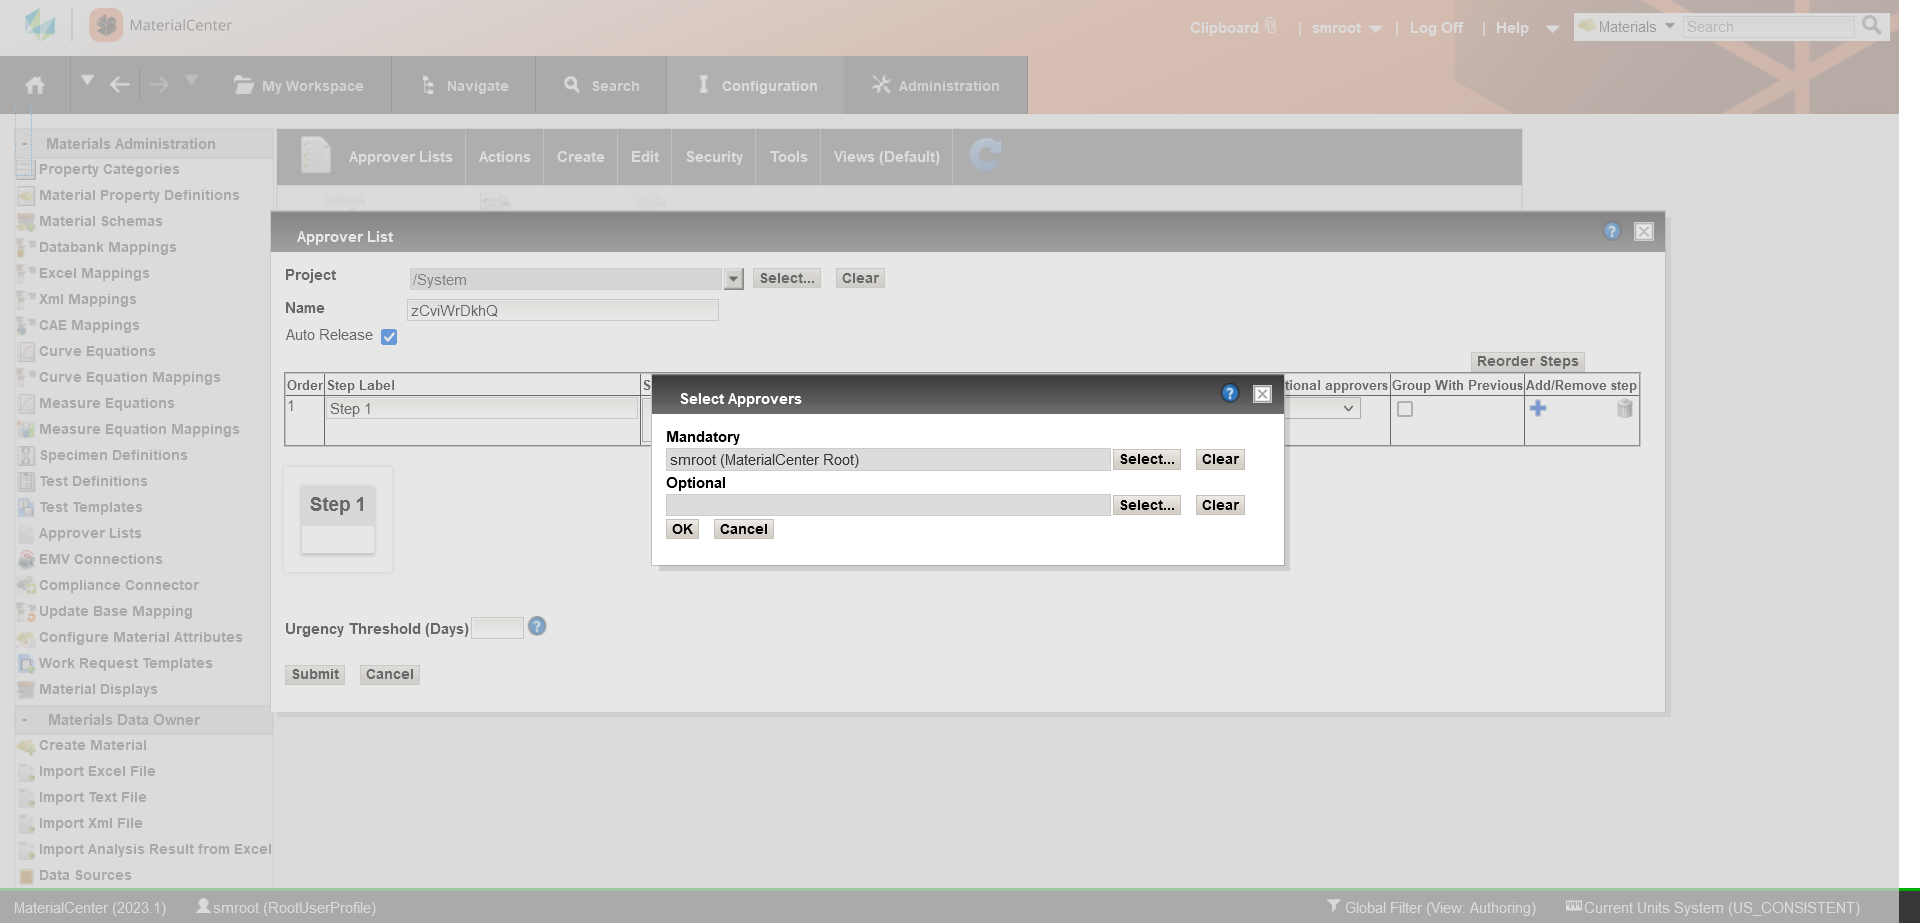 MaterialCenter
Clipboard | smroot | Log Off | Help Materials Search
My Workspace Navigate Search Configuration Administration
- Materials Administration
Property Categories
Material Property Definitions
Material Schemas
Databank Mappings
Excel Mappings
Xml Mappings
CAE Mappings
Curve Equations
Curve Equation Mappings
Measure Equations
Measure Equation Mappings
Specimen Definitions
Test Definitions
Test Templates
Approver Lists
EMV Connections
Compliance Connector
Update Base Mapping
Configure Material Attributes
Work Request Templates
Material Displays
- Materials Data Owner
Create Material
Import Excel File
Import Text File
Import Xml File
Import Analysis Result from Excel
Data Sources
Approver Lists Actions Create Edit Security Tools Views (Default)
Approver List ?
Project /System Select... Clear
Name zCviWrDkhQ
Auto Release
Reorder Steps
Order Step Label S tional approvers Group With Previous Add/Remove step
1 Step 1
Step 1
Urgency Threshold (Days) ?
Submit Cancel
Select Approvers ?
Mandatory
smroot (MaterialCenter Root) Select... Clear
Optional
Select... Clear
OK Cancel
MaterialCenter (2023.1) smroot (RootUserProfile) Global Filter (View: Authoring) Current Units System (US_CONSISTENT)